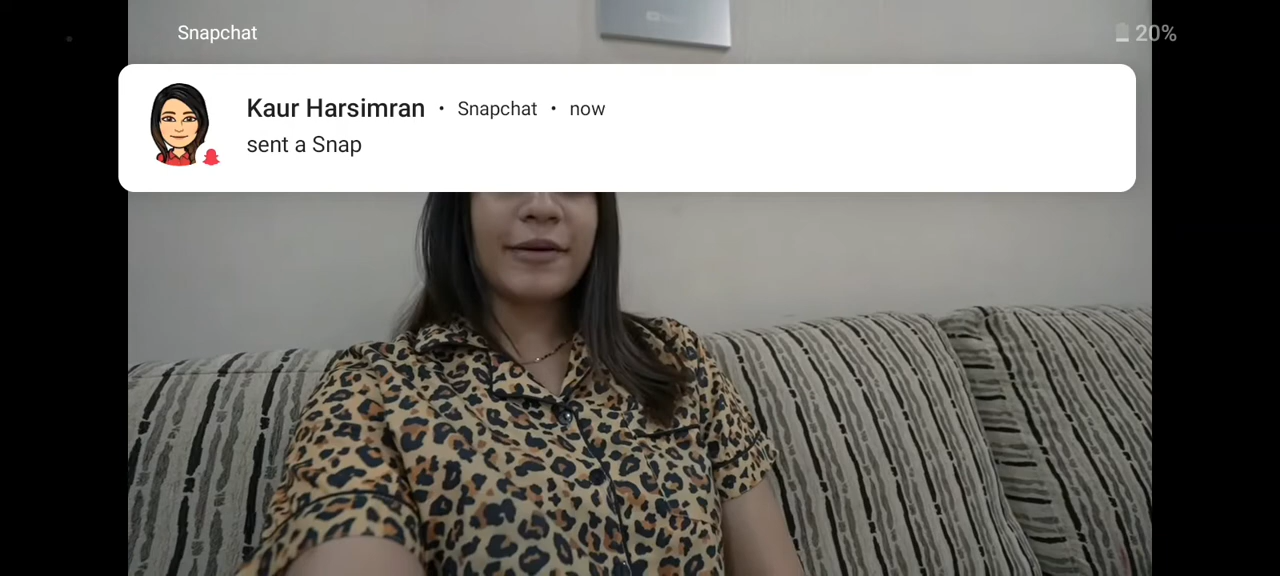 Snapchat
20%
Kaur Harsimran • Snapchat • now
sent a Snap